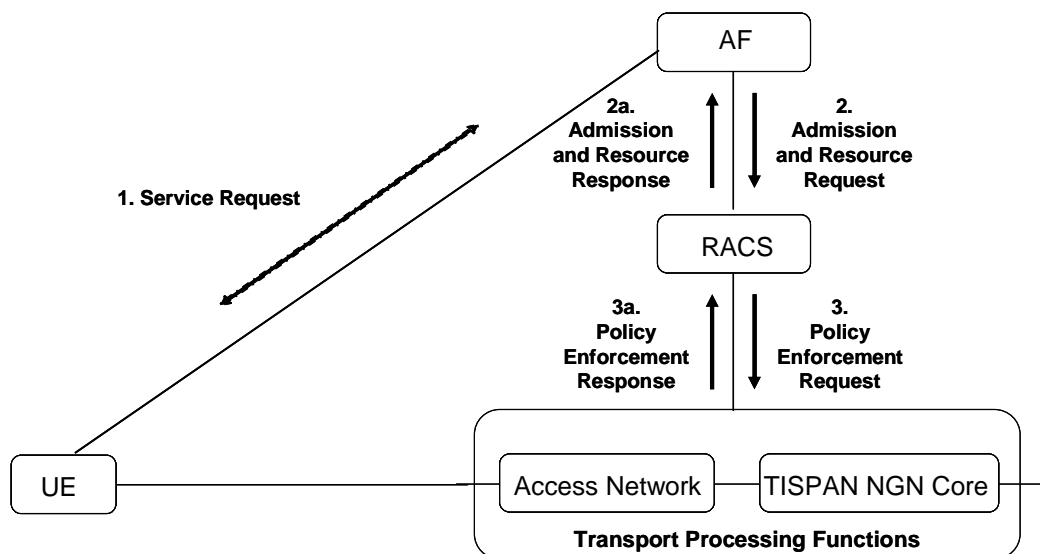 AF
2a.
Admission
and Resource
Response
2.
Admission
and Resource
Request
1. Service Request
RACS
3a.
Policy
Enforcement
Response
3.
Policy
Enforcement
Request
UE
Access Network
TISPAN NGN Core
Transport Processing Functions